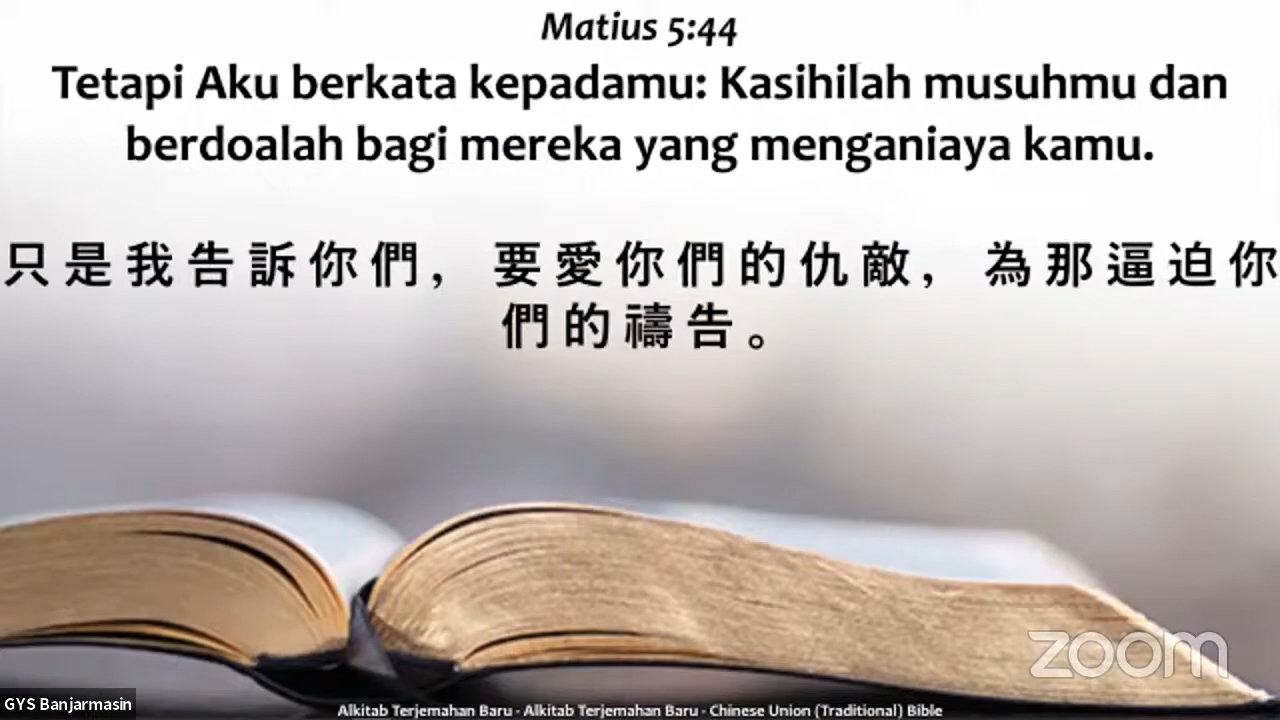 Matius 5:44
Tetapi Aku berkata kepadamu: Kasihilah musuhmu dan
berdoalah bagi mereka yang menganiaya kamu.
只是我告訴你們，要愛你們的仇敵，為那逼迫你
們的禱告。
zoom
GYS Banjarmasin
Alkitab Terjemahan Baru - Alkitab Terjemahan Baru - Chinese Union (Traditional) Bible